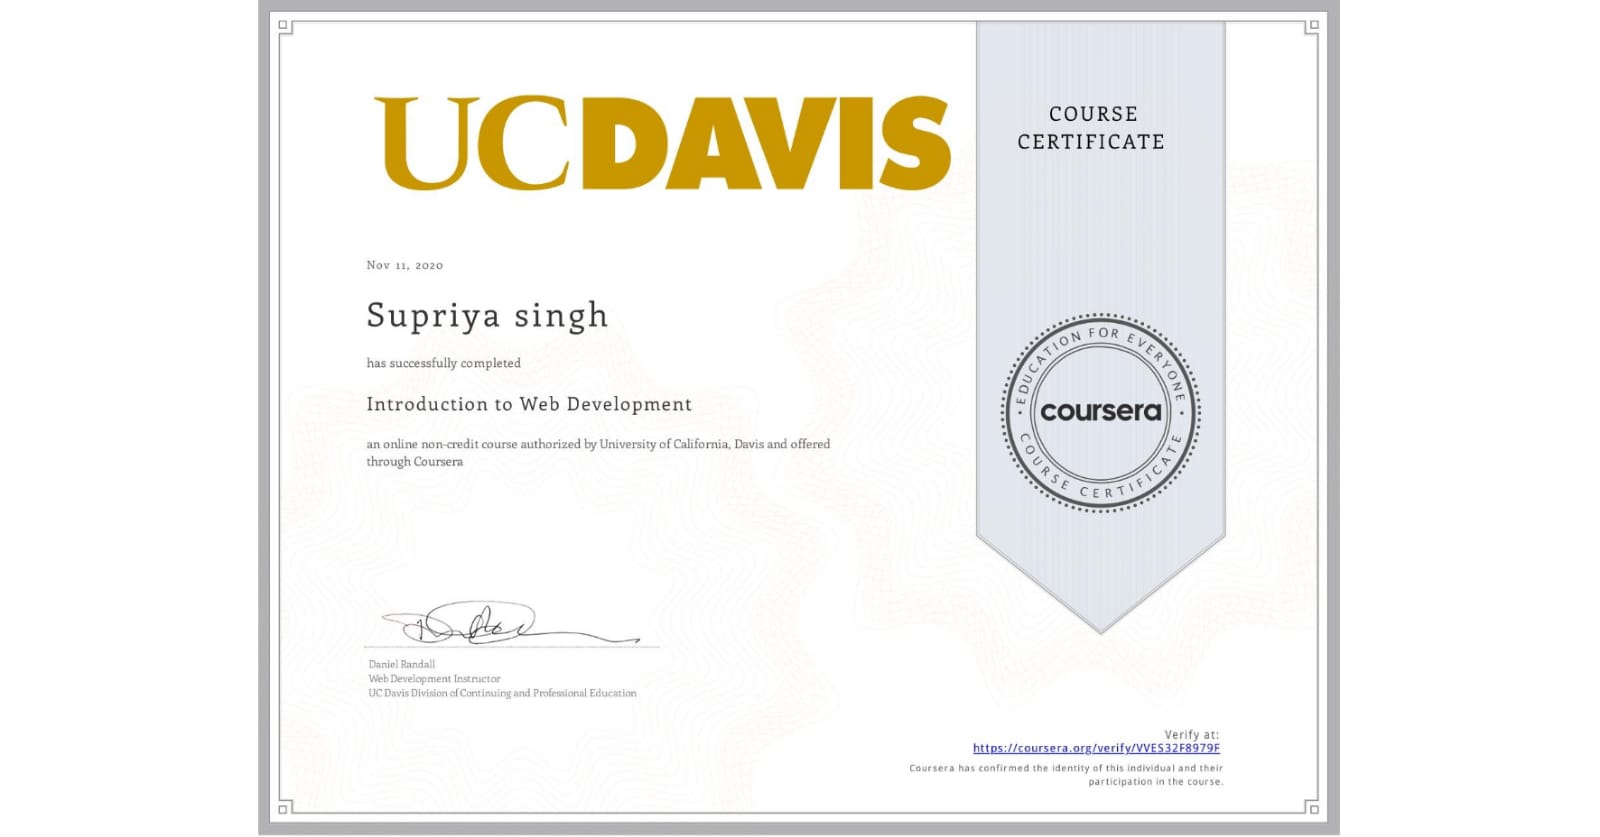 UCDAVIS
COURSE
CERTIFICATE
Nov 11, 2020
Supriya singh
has successfully completed
Introduction to Web Development
an online non-credit course authorized by University of California, Davis and offered
through Coursera
EDUCATION FOR EVERYONE
coursera
COURSE CERTIFICATE
Daniel Randall
Web Development Instructor
UC Davis Division of Continuing and Professional Education
Verify at:
https://coursera.org/verify/VVES32F8979F
Coursera has confirmed the identity of this individual and their
participation in the course.